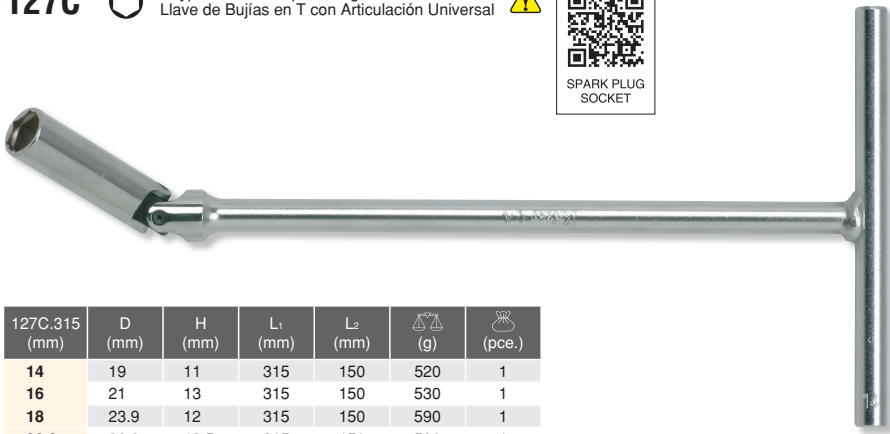 127C
Llave de Bujías en T con Articulación Universal
SPARK PLUG
SOCKET
127C.315 D H L₁ L₂
(mm) (mm) (mm) (mm) (mm) (g) (pce.)
14 19 11 315 150 520 1
16 21 13 315 150 530 1
18 23.9 12 315 150 590 1
14